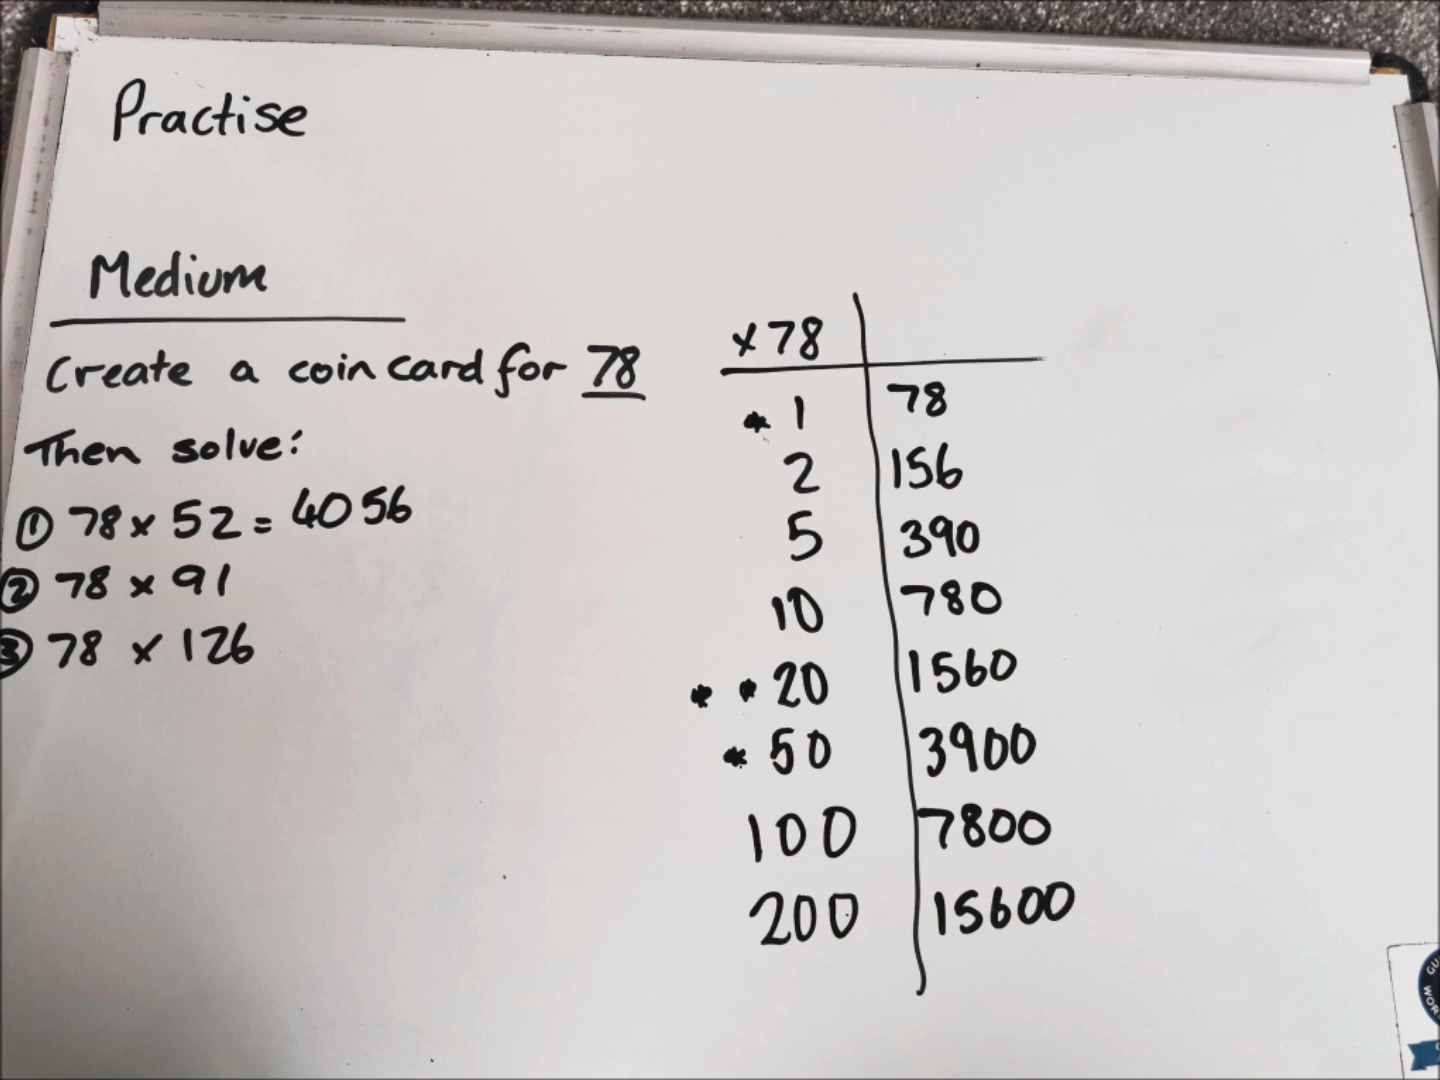 Practise
Medium
Create a coin card for 78
Then solve:
① 78 × 52 = 4056
② 78 × 91
③ 78 × 126
×78
* 1 78
2 156
5 390
10 780
* * 20 1560
* 50 3900
100 7800
200 15600